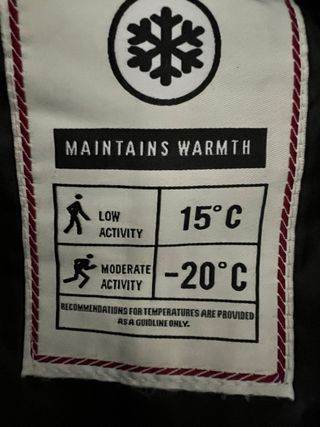 MAINTAINS WARMTH
LOW
ACTIVITY
15°C
MODERATE
ACTIVITY
-20°C
RECOMMENDATIONS FOR TEMPERATURES ARE PROVIDED
AS A GUIDLINE ONLY.